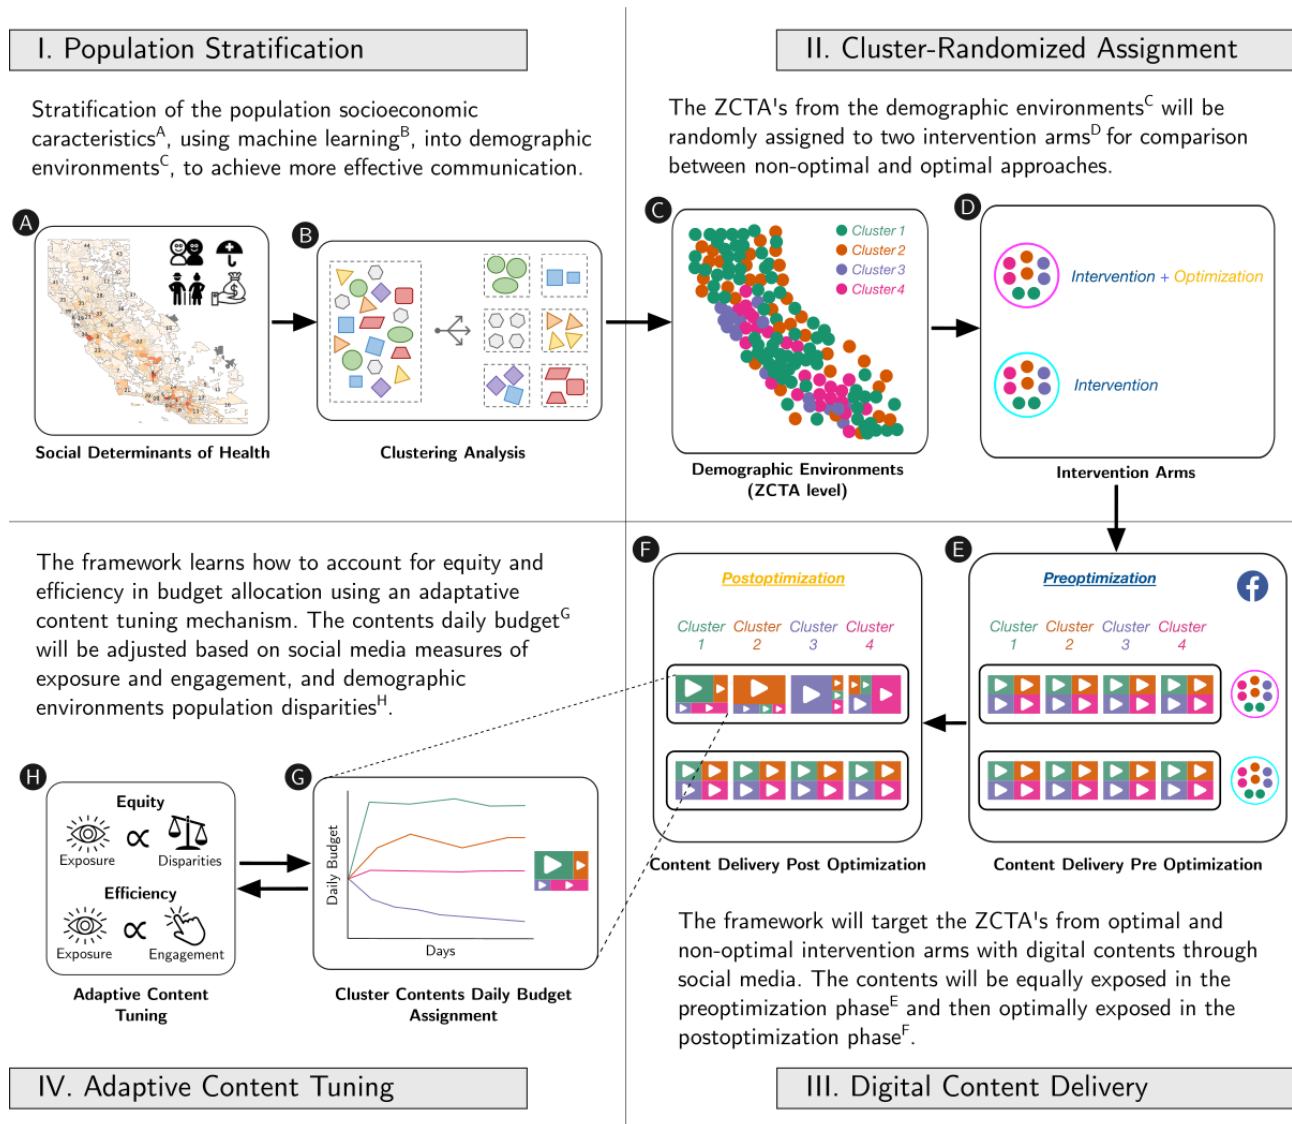 I. Population Stratification
Stratification of the population socioeconomic
caracteristicsA, using machine learningB, into demographic
environmentsC, to achieve more effective communication.
A
B
Social Determinants of Health
Clustering Analysis
II. Cluster-Randomized Assignment
The ZCTA's from the demographic environmentsC will be
randomly assigned to two intervention armsD for comparison
between non-optimal and optimal approaches.
C
Cluster 1
Cluster 2
Cluster 3
Cluster 4
Demographic Environments
(ZCTA level)
D
Intervention + Optimization
Intervention
Intervention Arms
F
Postoptimization
Cluster 1
Cluster 2
Cluster 3
Cluster 4
Content Delivery Post Optimization
E
Preoptimization
Cluster 1
Cluster 2
Cluster 3
Cluster 4
Content Delivery Pre Optimization
The framework will target the ZCTA's from optimal and
non-optimal intervention arms with digital contents through
social media. The contents will be equally exposed in the
preoptimization phaseE and then optimally exposed in the
postoptimization phaseF.
III. Digital Content Delivery
The framework learns how to account for equity and
efficiency in budget allocation using an adaptative
content tuning mechanism. The contents daily budgetG
will be adjusted based on social media measures of
exposure and engagement, and demographic
environments population disparitiesH.
H
Equity
∝
Exposure
Disparities
Efficiency
∝
Exposure
Engagement
Adaptive Content
Tuning
G
Daily Budget
Days
Cluster Contents Daily Budget
Assignment
IV. Adaptive Content Tuning